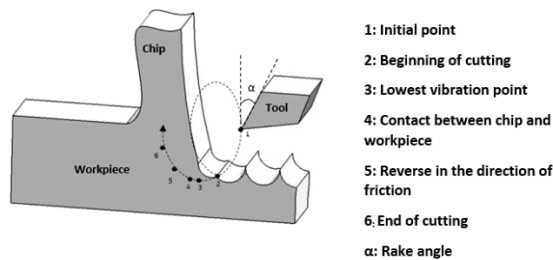 Chip
α
Tool
1
Workpiece
6
5
4
3
2
1: Initial point
2: Beginning of cutting
3: Lowest vibration point
4: Contact between chip and
workpiece
5: Reverse in the direction of
friction
6: End of cutting
α: Rake angle